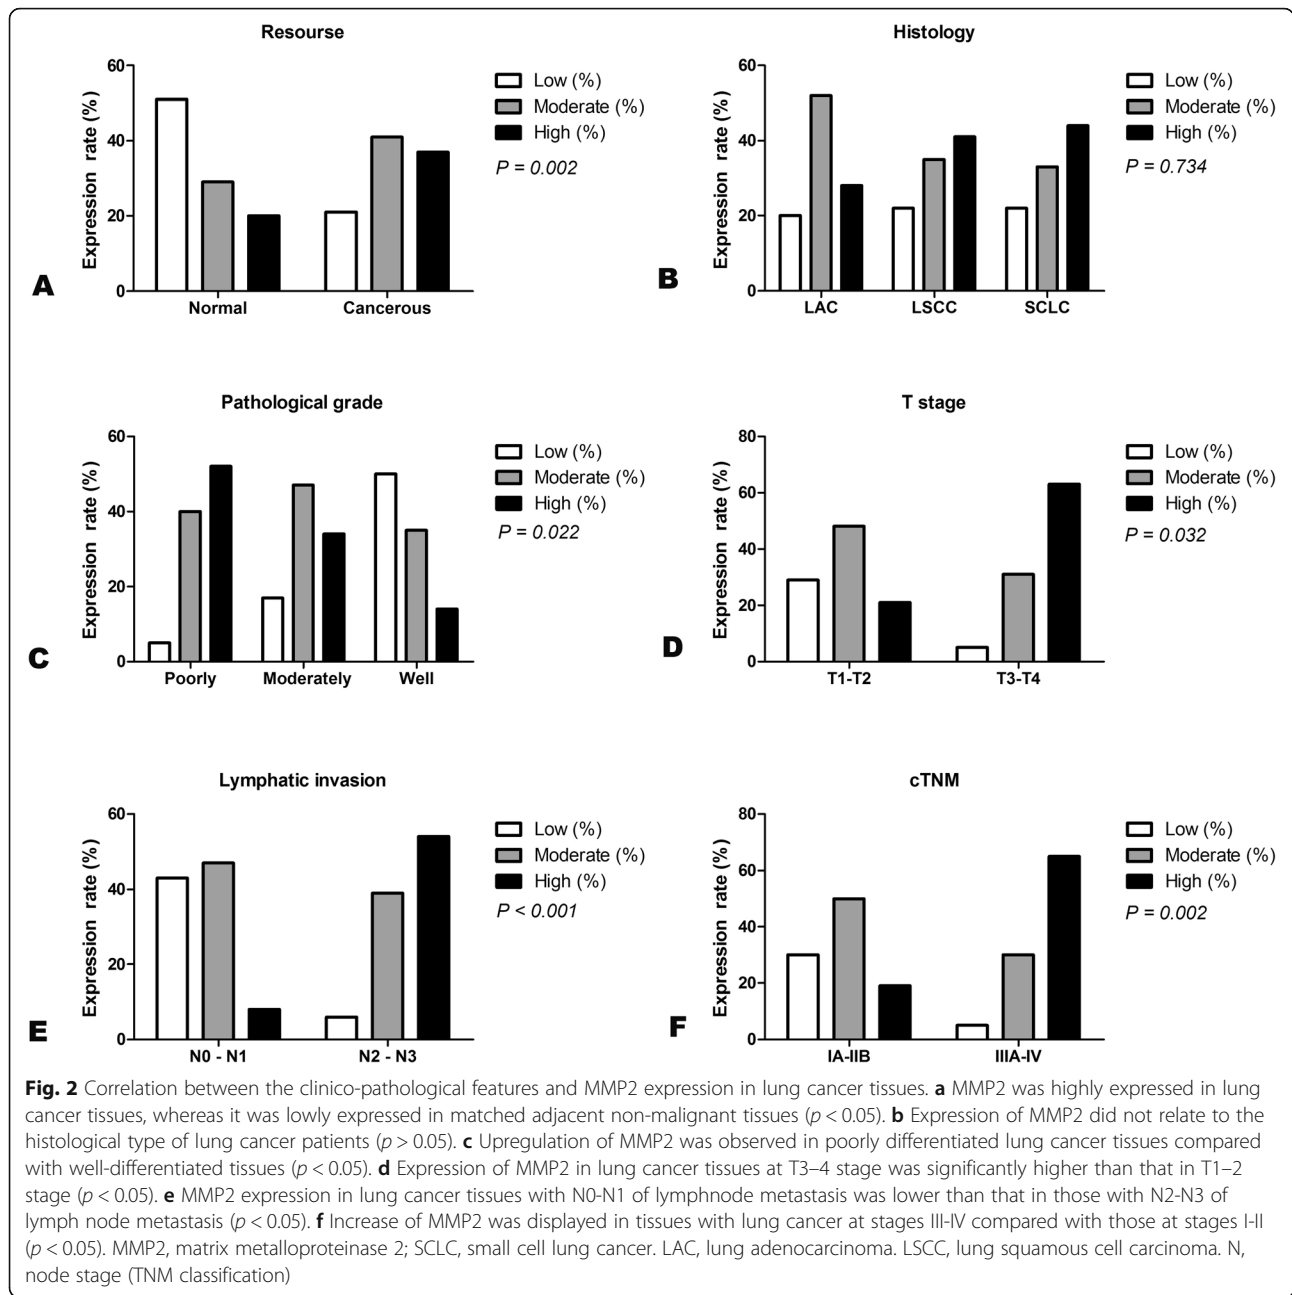 Resourse
Expression rate (%)
60
40
20
0
Normal
Cancerous
Low (%)
Moderate (%)
High (%)
P = 0.002
A
Histology
Expression rate (%)
60
40
20
0
LAC
LSCC
SCLC
Low (%)
Moderate (%)
High (%)
P = 0.734
B
Pathological grade
Expression rate (%)
60
40
20
0
Poorly
Moderately
Well
Low (%)
Moderate (%)
High (%)
P = 0.022
C
T stage
Expression rate (%)
80
60
40
20
0
T1-T2
T3-T4
Low (%)
Moderate (%)
High (%)
P = 0.032
D
Lymphatic invasion
Expression rate (%)
60
40
20
0
N0 - N1
N2 - N3
Low (%)
Moderate (%)
High (%)
P < 0.001
E
cTNM
Expression rate (%)
80
60
40
20
0
IA-IIB
IIIA-IV
Low (%)
Moderate (%)
High (%)
P = 0.002
F
Fig. 2 Correlation between the clinico-pathological features and MMP2 expression in lung cancer tissues. a MMP2 was highly expressed in lung
cancer tissues, whereas it was lowly expressed in matched adjacent non-malignant tissues (p < 0.05). b Expression of MMP2 did not relate to the
histological type of lung cancer patients (p > 0.05). c Upregulation of MMP2 was observed in poorly differentiated lung cancer tissues compared
with well-differentiated tissues (p < 0.05). d Expression of MMP2 in lung cancer tissues at T3–4 stage was significantly higher than that in T1–2
stage (p < 0.05). e MMP2 expression in lung cancer tissues with N0-N1 of lymphnode metastasis was lower than that in those with N2-N3 of
lymph node metastasis (p < 0.05). f Increase of MMP2 was displayed in tissues with lung cancer at stages III-IV compared with those at stages I-II
(p < 0.05). MMP2, matrix metalloproteinase 2; SCLC, small cell lung cancer. LAC, lung adenocarcinoma. LSCC, lung squamous cell carcinoma. N,
node stage (TNM classification)